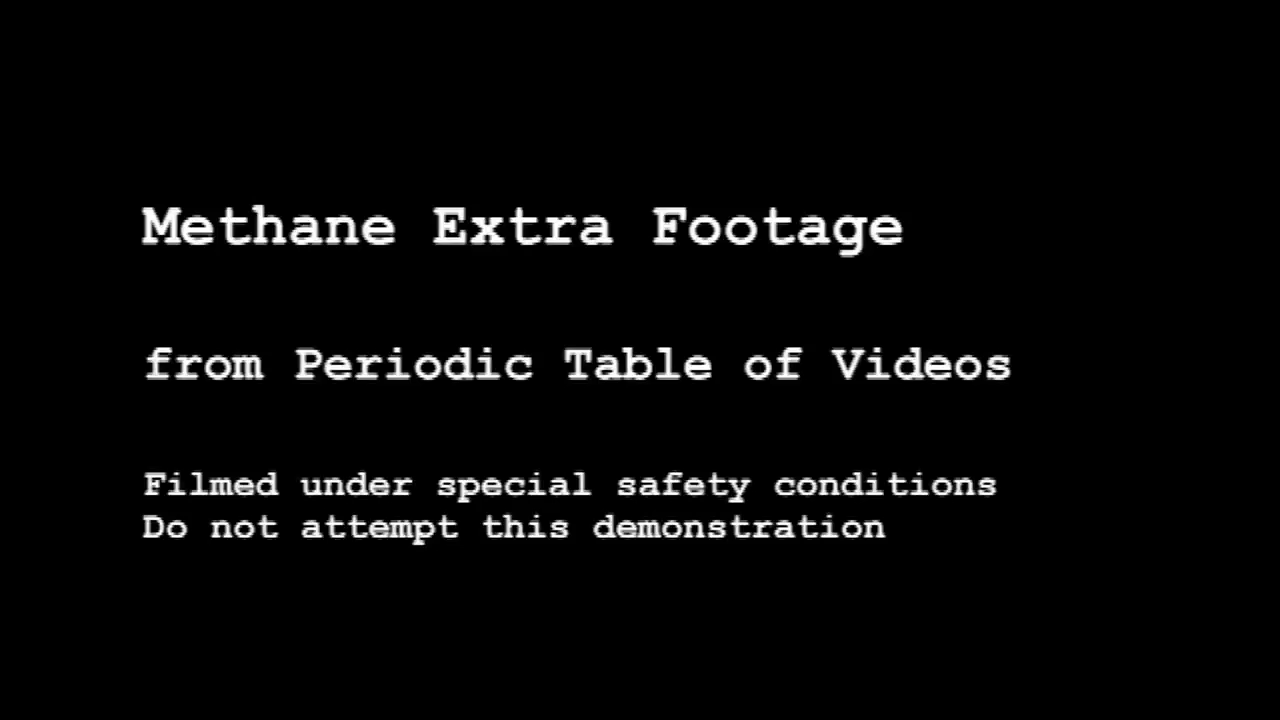 Methane Extra Footage
from Periodic Table of Videos
Filmed under special safety conditions
Do not attempt this demonstration